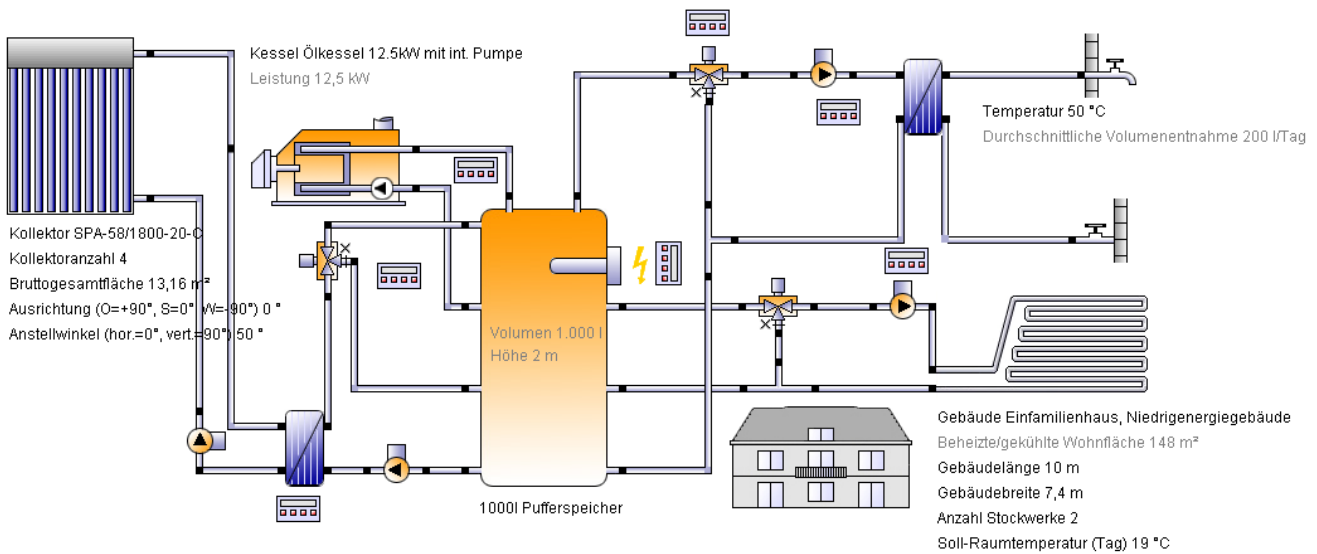 Kessel Ölkessel 12.5kW mit int. Pumpe
Leistung 12,5 kW
Temperatur 50 °C
Durchschnittliche Volumenentnahme 200 l/Tag
Kollektor SPA-58/1800-20-C
Kollektoranzahl 4
Bruttogesamtfläche 13,16 m²
Ausrichtung (O=+90°, S=0°, W=-90°) 0 °
Anstellwinkel (hor.=0°, vert.=90°) 50 °
Volumen 1.000 l
Höhe 2 m
1000l Pufferspeicher
Gebäude Einfamilienhaus, Niedrigenergiegebäude
Beheizte/gekühlte Wohnfläche 148 m²
Gebäudelänge 10 m
Gebäudebreite 7,4 m
Anzahl Stockwerke 2
Soll-Raumtemperatur (Tag) 19 °C